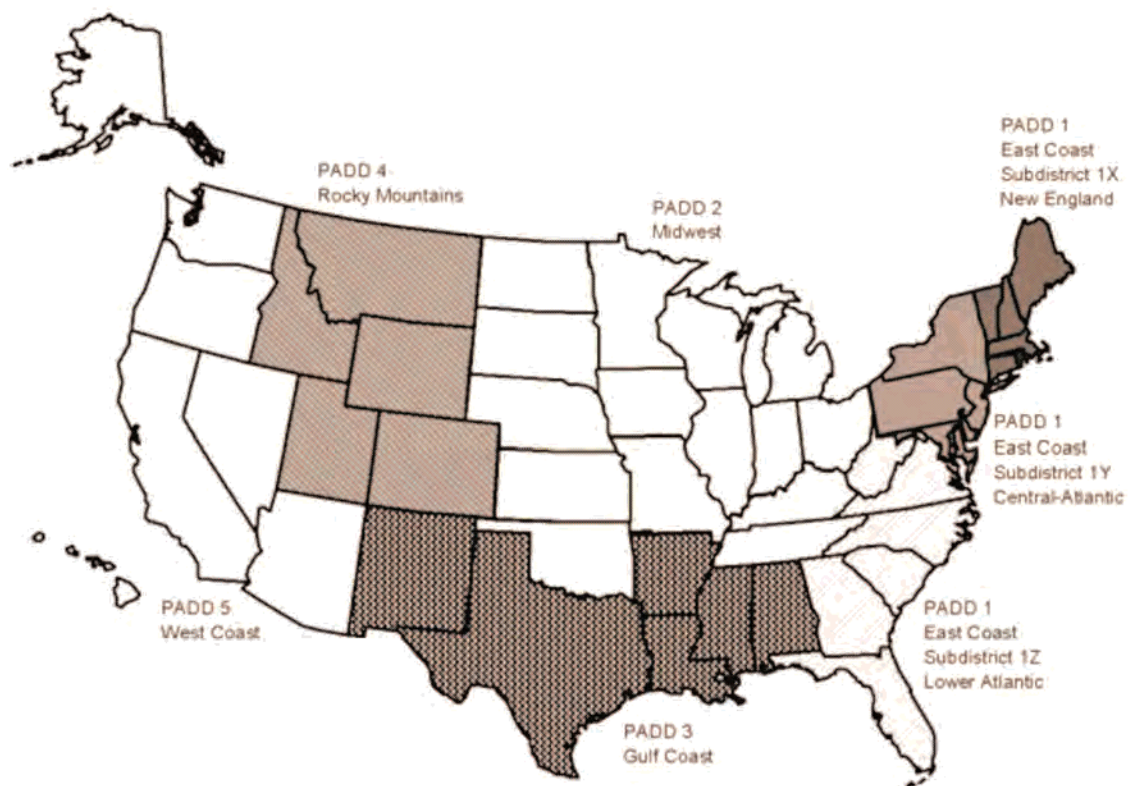 PADD 1
East Coast
Subdistrict 1X
New England
PADD 4
Rocky Mountains
PADD 2
Midwest
PADD 1
East Coast
Subdistrict 1Y
Central-Atlantic
PADD 5
West Coast
PADD 1
East Coast
Subdistrict 1Z
Lower Atlantic
PADD 3
Gulf Coast